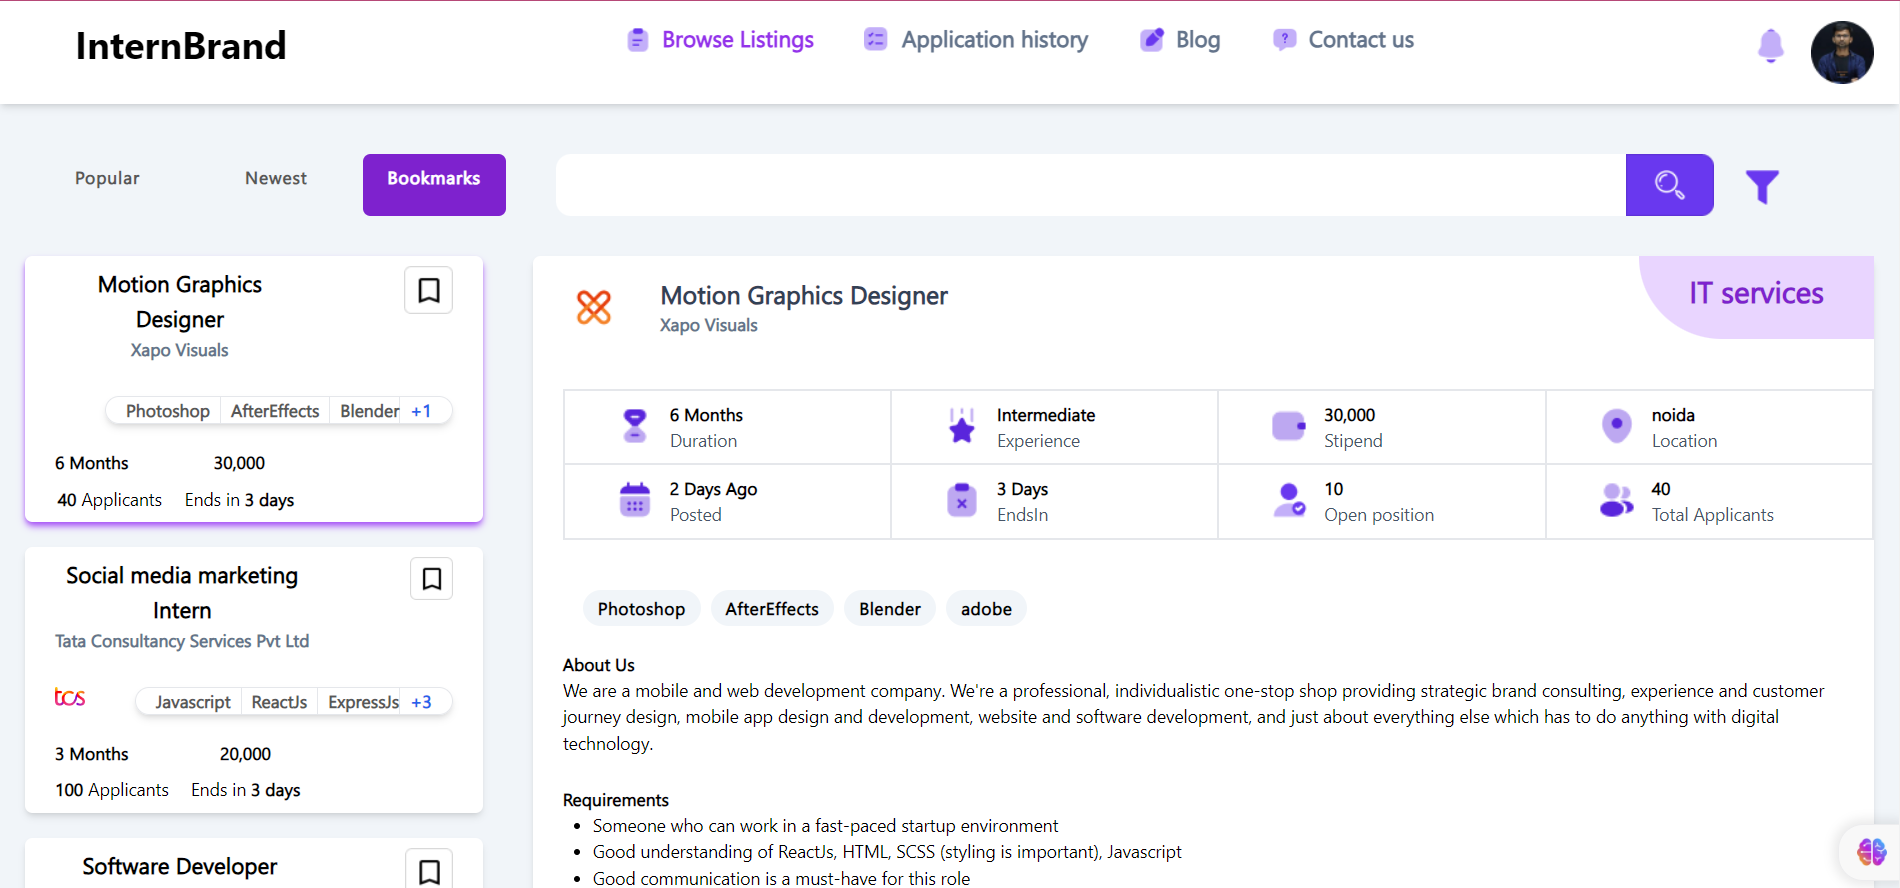 InternBrand
Browse Listings
Application history
Blog
Contact us
Popular
Newest
Bookmarks
Motion Graphics
Designer
Xapo Visuals
Photoshop AfterEffects Blender +1
6 Months 30,000
40 Applicants Ends in 3 days
Social media marketing
Intern
Tata Consultancy Services Pvt Ltd
tcs
Javascript ReactJs ExpressJs +3
3 Months 20,000
100 Applicants Ends in 3 days
Software Developer
Motion Graphics Designer
Xapo Visuals
IT services
6 Months
Duration
Intermediate
Experience
30,000
Stipend
noida
Location
2 Days Ago
Posted
3 Days
EndsIn
10
Open position
40
Total Applicants
Photoshop AfterEffects Blender adobe
About Us
We are a mobile and web development company. We're a professional, individualistic one-stop shop providing strategic brand consulting, experience and customer
journey design, mobile app design and development, website and software development, and just about everything else which has to do anything with digital
technology.
Requirements
• Someone who can work in a fast-paced startup environment
• Good understanding of ReactJs, HTML, SCSS (styling is important), Javascript
• Good communication is a must-have for this role